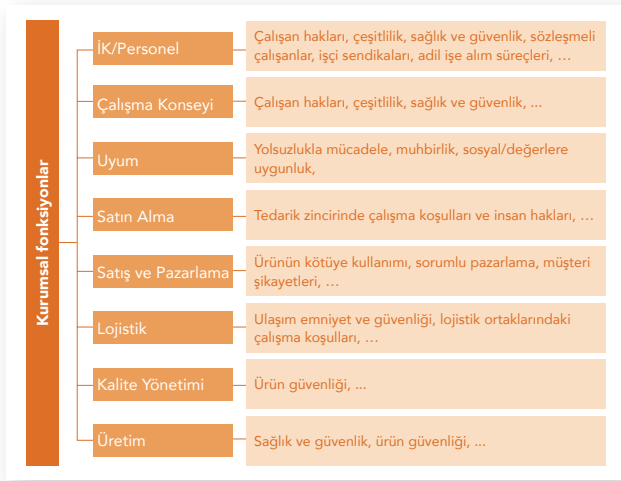 Kurumsal fonksiyonlar
İK/Personel
Çalışan hakları, çeşitlilik, sağlık ve güvenlik, sözleşmeli
çalışanlar, işçi sendikaları, adil işe alım süreçleri, …
Çalışma Konseyi
Çalışan hakları, çeşitlilik, sağlık ve güvenlik, ...
Uyum
Yolsuzlukla mücadele, muhbirlik, sosyal/değerlere
uygunluk,
Satın Alma
Tedarik zincirinde çalışma koşulları ve insan hakları, …
Satış ve Pazarlama
Ürünün kötüye kullanımı, sorumlu pazarlama, müşteri
şikayetleri, …
Lojistik
Ulaşım emniyet ve güvenliği, lojistik ortaklarındaki
çalışma koşulları, …
Kalite Yönetimi
Ürün güvenliği, ...
Üretim
Sağlık ve güvenlik, ürün güvenliği, ...